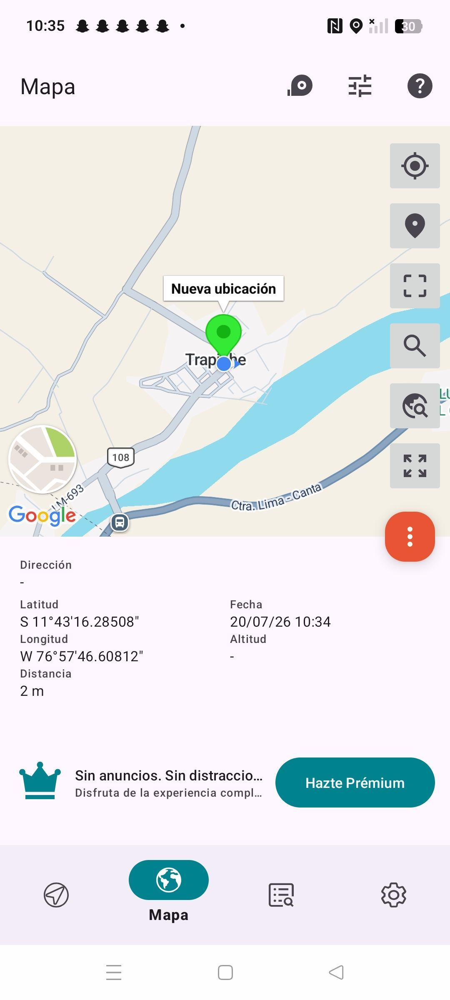 10:35
30
Mapa
Nueva ubicación
108
LM-693
Ctra. Lima - Canta
Google
Dirección
-
Latitud
S 11°43'16.28508"
Longitud
W 76°57'46.60812"
Distancia
2 m
Fecha
20/07/26 10:34
Altitud
-
Sin anuncios. Sin distraccio...
Disfruta de la experiencia compl...
Hazte Prémium
Mapa